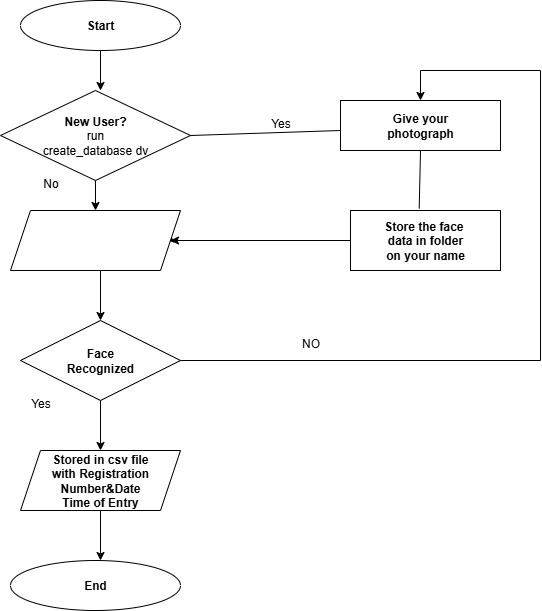 Start
New User?
run
create_database dv
Yes
Give your
photograph
No
Store the face
data in folder
on your name
Face
Recognized
NO
Yes
Stored in csv file
with Registration
Number&Date
Time of Entry
End